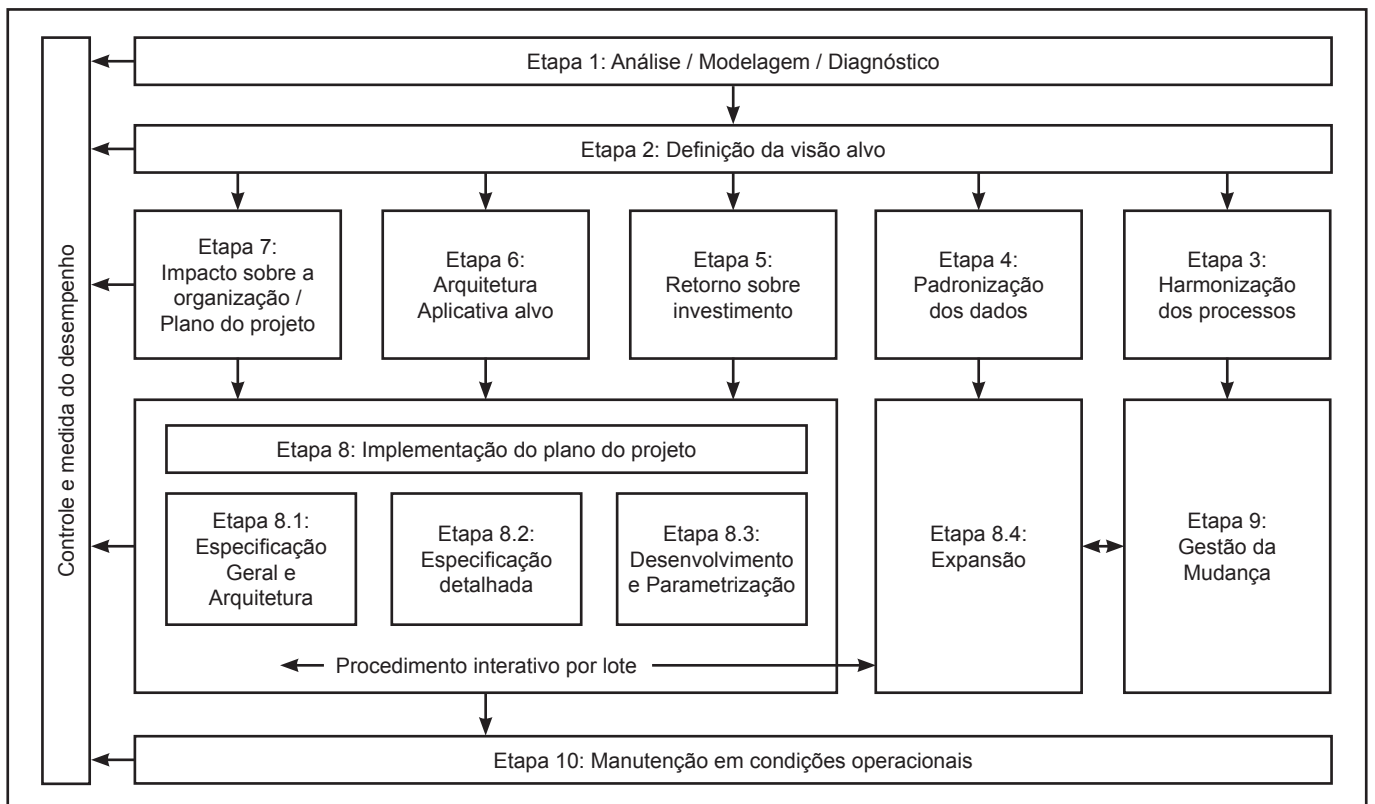 Controle e medida do desempenho
Etapa 1: Análise / Modelagem / Diagnóstico
Etapa 2: Definição da visão alvo
Etapa 7:
Impacto sobre a
organização /
Plano do projeto
Etapa 6:
Arquitetura
Aplicativa alvo
Etapa 5:
Retorno sobre
investimento
Etapa 4:
Padronização
dos dados
Etapa 3:
Harmonização
dos processos
Etapa 8: Implementação do plano do projeto
Etapa 8.1:
Especificação
Geral e
Arquitetura
Etapa 8.2:
Especificação
detalhada
Etapa 8.3:
Desenvolvimento
e Parametrização
Etapa 8.4:
Expansão
Etapa 9:
Gestão da
Mudança
Procedimento interativo por lote
Etapa 10: Manutenção em condições operacionais